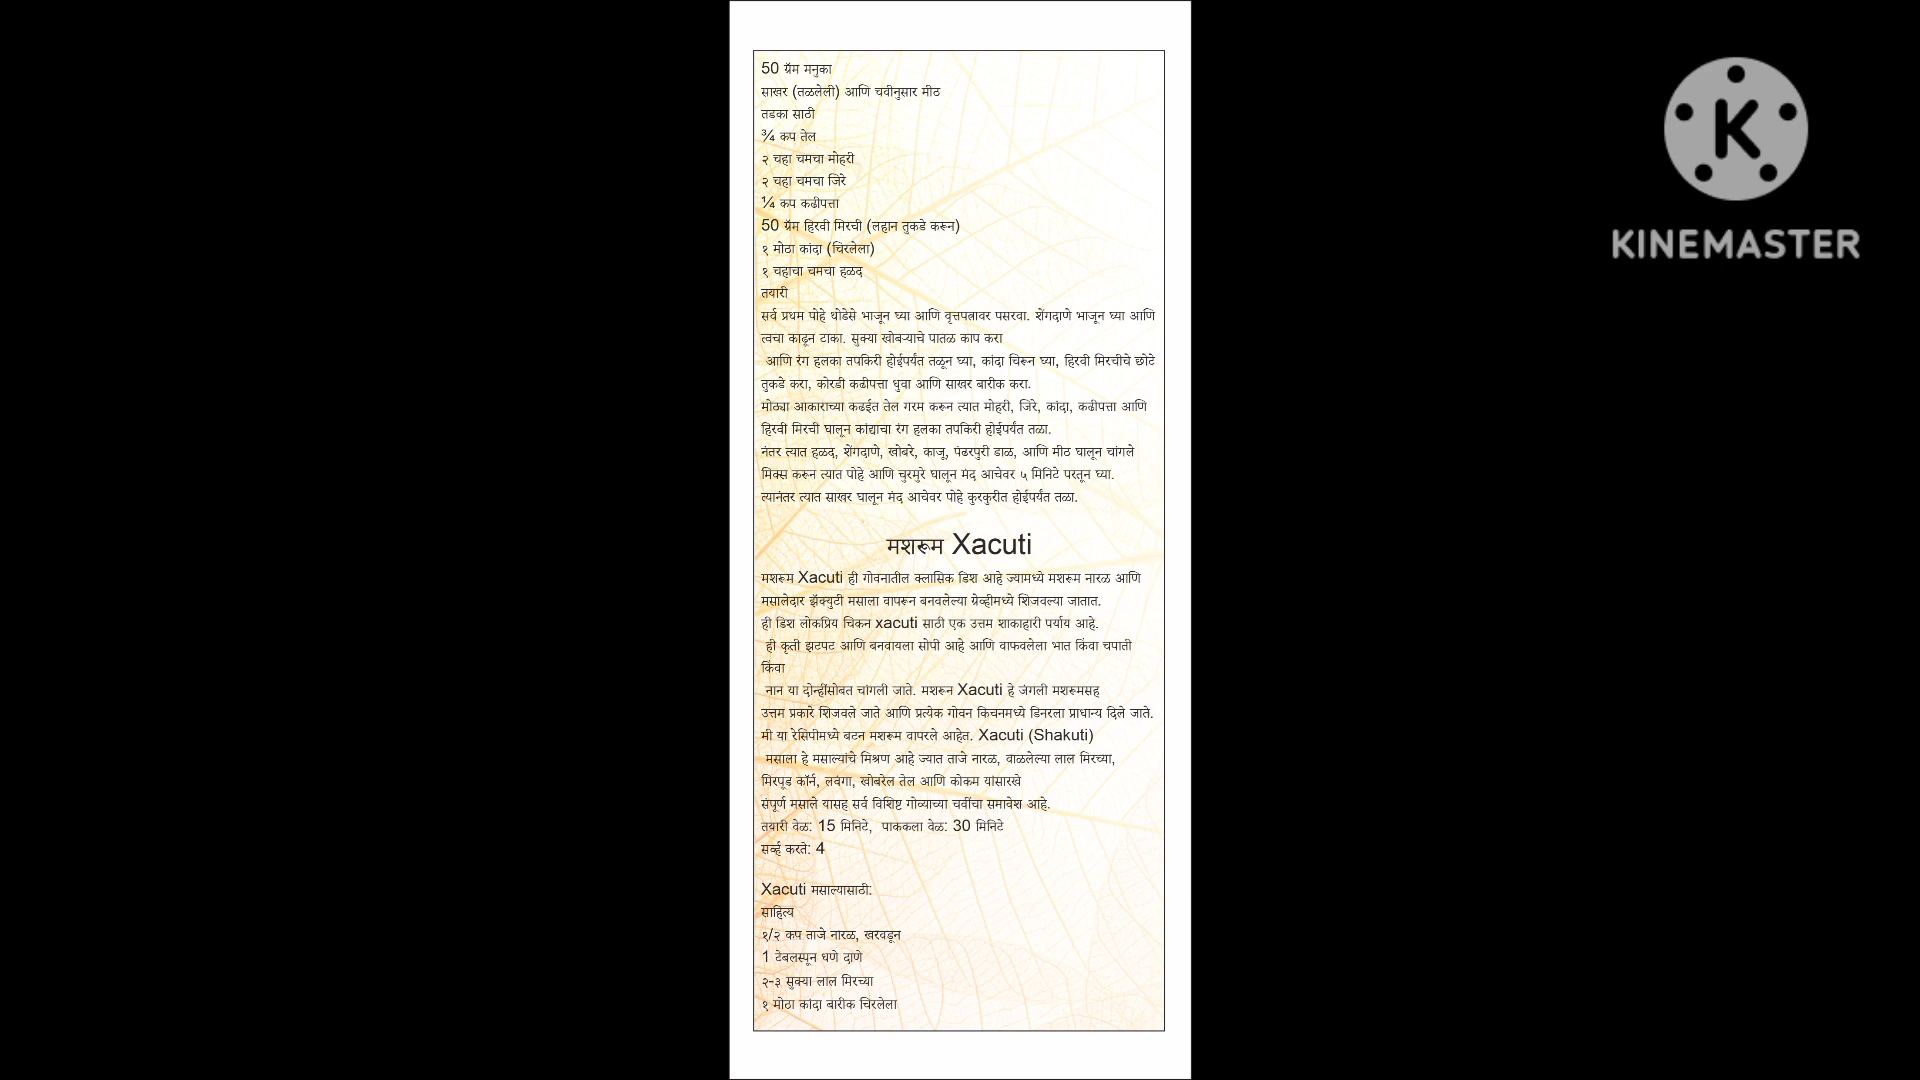 50 ग्रॅम मनुका
साखर (तळलेली) आणि चवीनुसार मीठ
तडका साठी
¾ कप तेल
२ चहा चमचा मोहरी
२ चहा चमचा जिरे
¼ कप कढीपत्ता
50 ग्रॅम हिरवी मिरची (लहान तुकडे करून)
१ मोठा कांदा (चिरलेला)
१ चहाचा चमचा हळद
तयारी
सर्व प्रथम पोहे थोडेसे भाजून घ्या आणि वृत्तपत्रावर पसरवा. शेंगदाणे भाजून घ्या आणि
त्वचा काढून टाका. सुक्या खोबऱ्याचे पातळ काप करा
आणि रंग हलका तपकिरी होईपर्यंत तळून घ्या, कांदा चिरून घ्या, हिरवी मिरचीचे छोटे
तुकडे करा, कोरडी कढीपत्ता धुवा आणि साखर बारीक करा.
मोठ्या आकाराच्या कढईत तेल गरम करून त्यात मोहरी, जिरे, कांदा, कढीपत्ता आणि
हिरवी मिरची घालून कांद्याचा रंग हलका तपकिरी होईपर्यंत तळा.
नंतर त्यात हळद, शेंगदाणे, खोबरे, काजू, पंढरपुरी डाळ, आणि मीठ घालून चांगले
मिक्स करून त्यात पोहे आणि चुरमुरे घालून मंद आचेवर ५ मिनिटे परतून घ्या.
त्यानंतर त्यात साखर घालून मंद आचेवर पोहे कुरकुरीत होईपर्यंत तळा.
मशरूम Xacuti
मशरूम Xacuti ही गोवनातील क्लासिक डिश आहे ज्यामध्ये मशरूम नारळ आणि
मसालेदार झॅक्युटी मसाला वापरून बनवलेल्या ग्रेव्हीमध्ये शिजवल्या जातात.
ही डिश लोकप्रिय चिकन xacuti साठी एक उत्तम शाकाहारी पर्याय आहे.
ही कृती झटपट आणि बनवायला सोपी आहे आणि वाफवलेला भात किंवा चपाती
किंवा
नान या दोन्हींसोबत चांगली जाते. मशरून Xacuti हे जंगली मशरूमसह
उत्तम प्रकारे शिजवले जाते आणि प्रत्येक गोवन किचनमध्ये डिनरला प्राधान्य दिले जाते.
मी या रेसिपीमध्ये बटन मशरूम वापरले आहेत. Xacuti (Shakuti)
मसाला हे मसाल्यांचे मिश्रण आहे ज्यात ताजे नारळ, वाळलेल्या लाल मिरच्या,
मिरपूड कॉर्न, लवंगा, खोबरेल तेल आणि कोकम यांसारखे
संपूर्ण मसाले यासह सर्व विशिष्ट गोव्याच्या चवींचा समावेश आहे.
तयारी वेळ: 15 मिनिटे, पाककला वेळ: 30 मिनिटे
सर्व्ह करते: 4
Xacuti मसाल्यासाठी:
साहित्य
१/२ कप ताजे नारळ, खरवडून
1 टेबलस्पून धणे दाणे
२-३ सुक्या लाल मिरच्या
१ मोठा कांदा बारीक चिरलेला
K
KINEMASTER